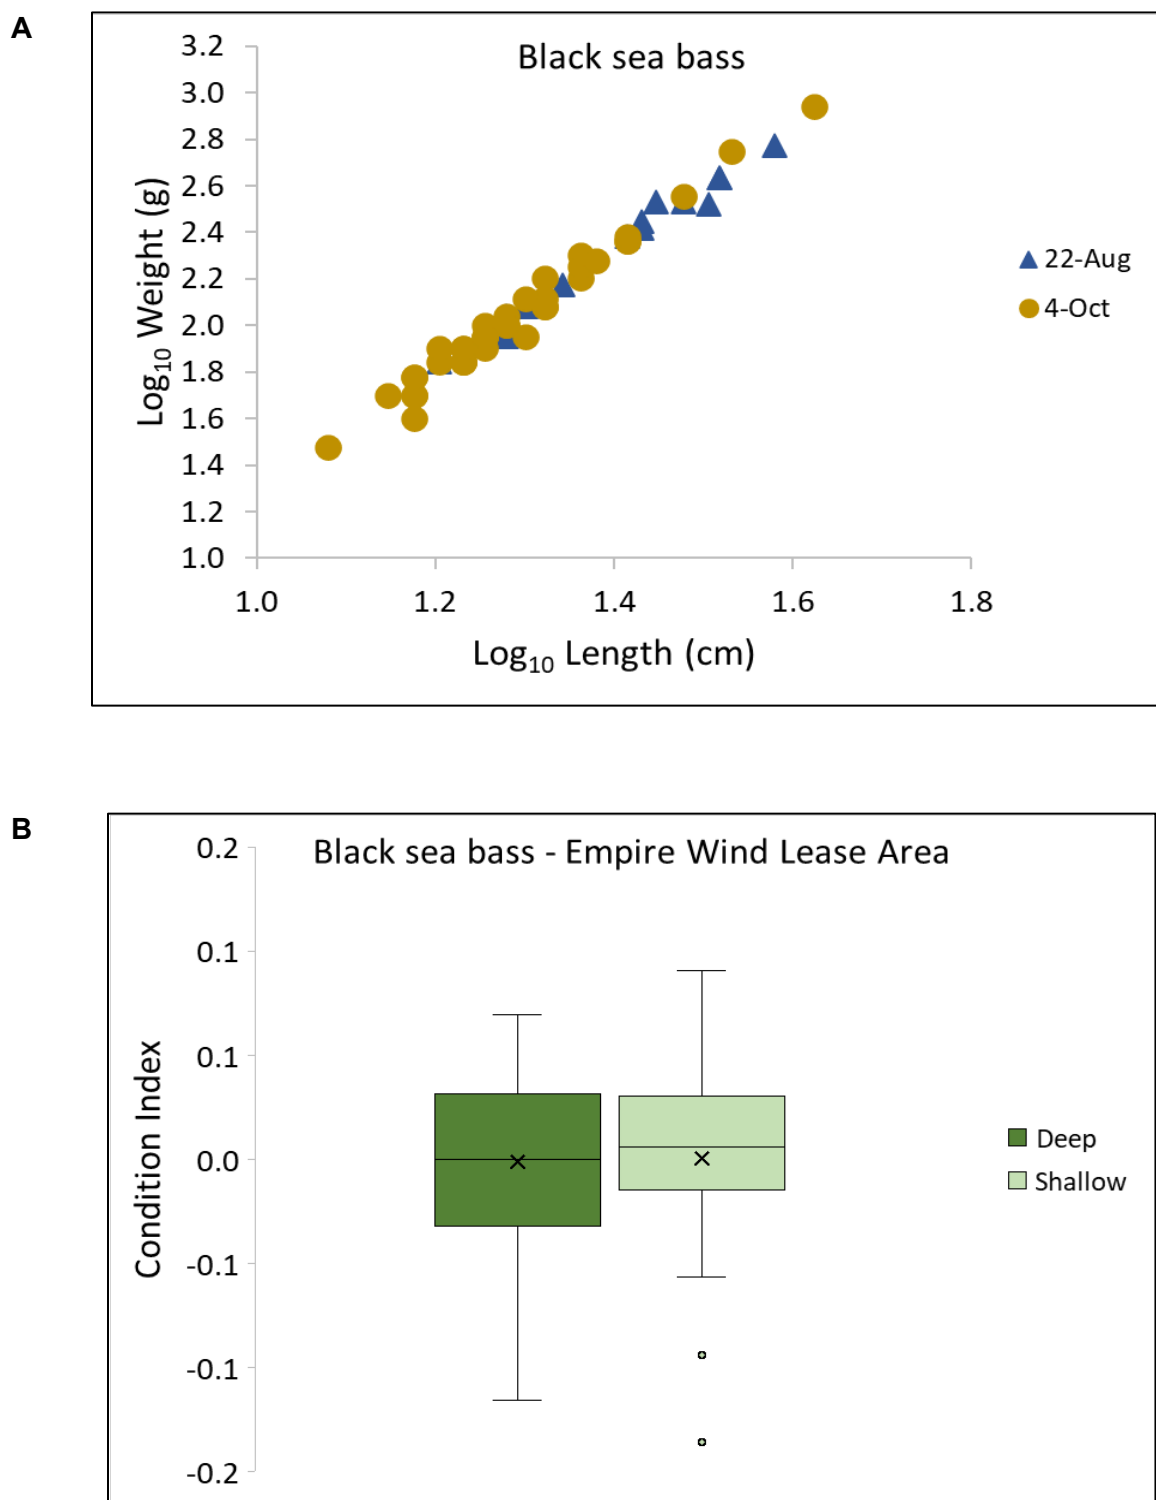 A
Black sea bass
3.2
3.0
2.8
2.6
2.4
2.2
2.0
1.8
1.6
1.4
1.2
1.0
Log10 Weight (g)
22-Aug
4-Oct
1.0 1.2 1.4 1.6 1.8
Log10 Length (cm)
B
Black sea bass - Empire Wind Lease Area
0.2
0.1
0.1
0.0
-0.1
-0.1
-0.2
Condition Index
Deep
Shallow